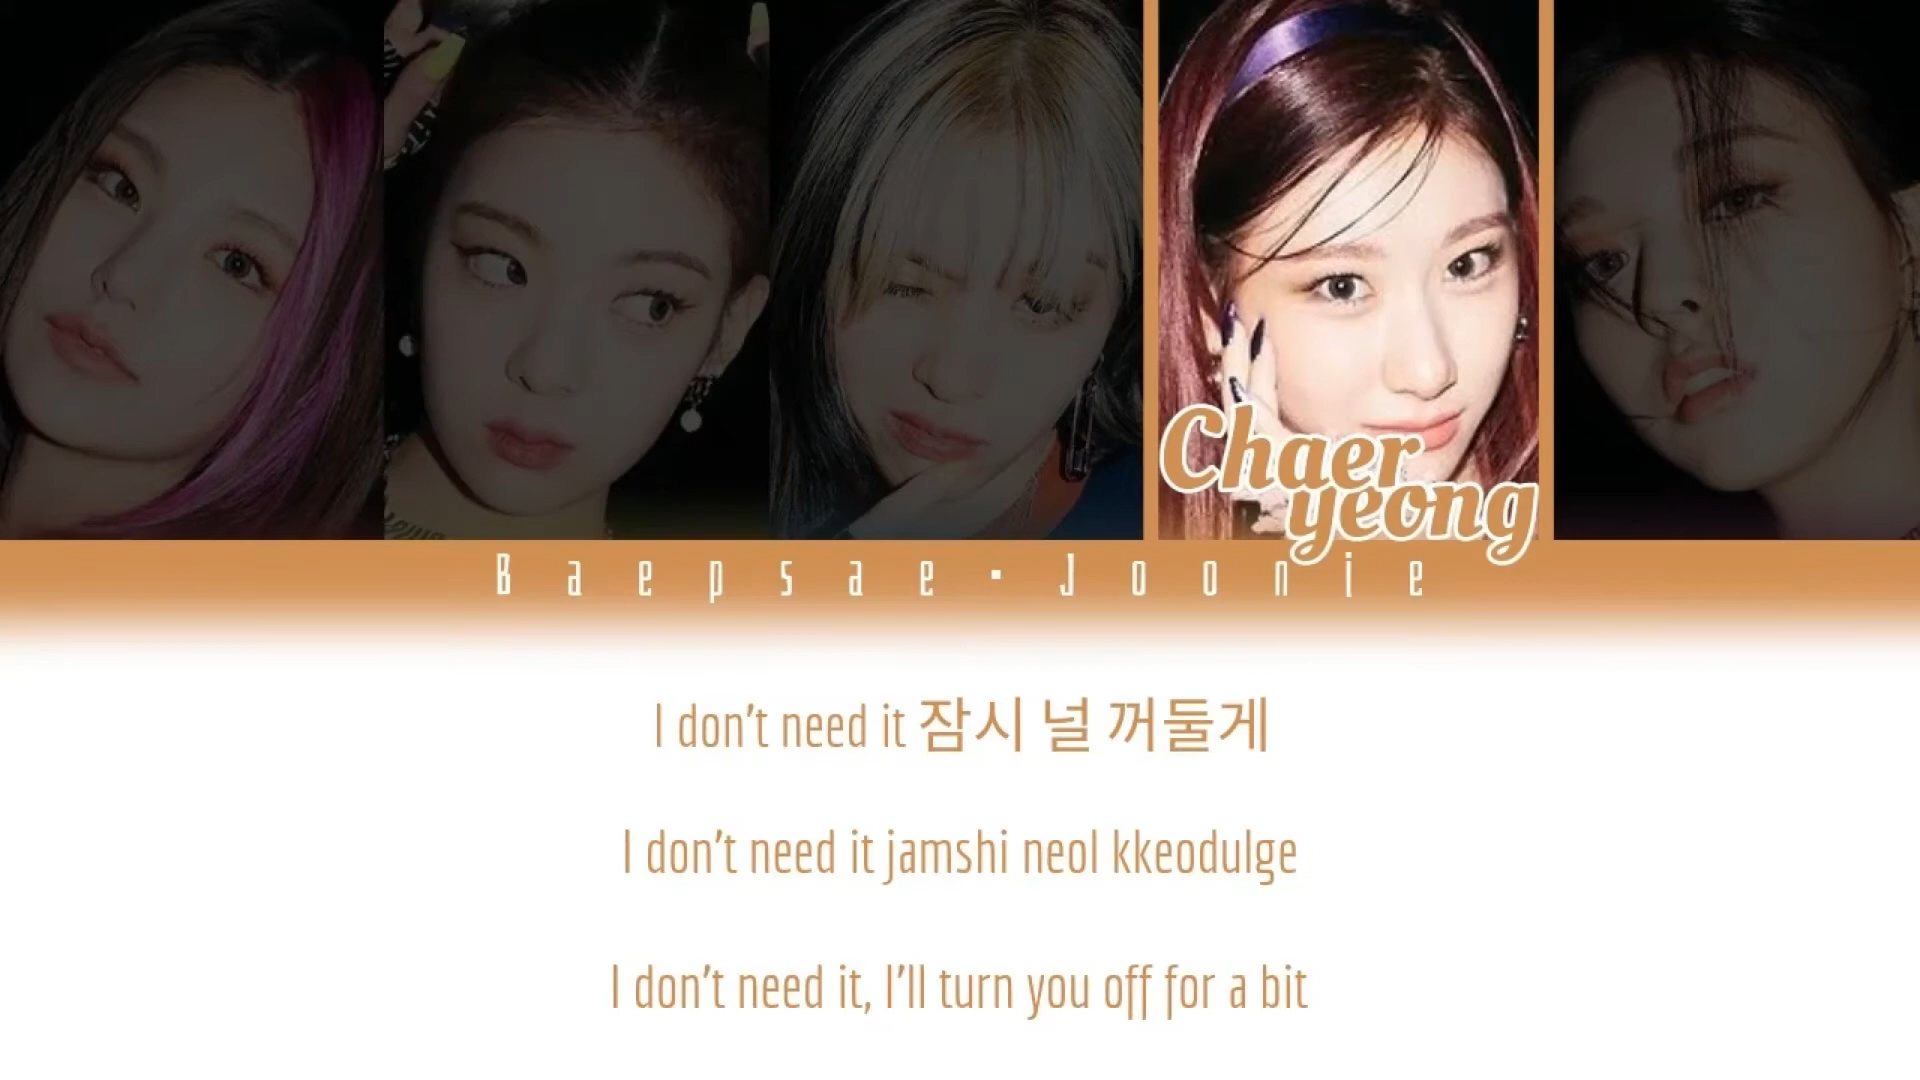 Chaer
yeong
Baepsae•Joonie
I don't need it 잠시 널 꺼둘게
I don't need it jamshi neol kkeodulge
I don't need it, I'll turn you off for a bit